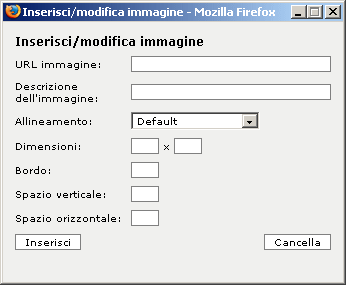 Inserisci/modifica immagine - Mozilla Firefox
Inserisci/modifica immagine
URL immagine:
Descrizione
dell'immagine:
Allineamento: Default
Dimensioni: x
Bordo:
Spazio verticale:
Spazio orizzontale:
Inserisci Cancella